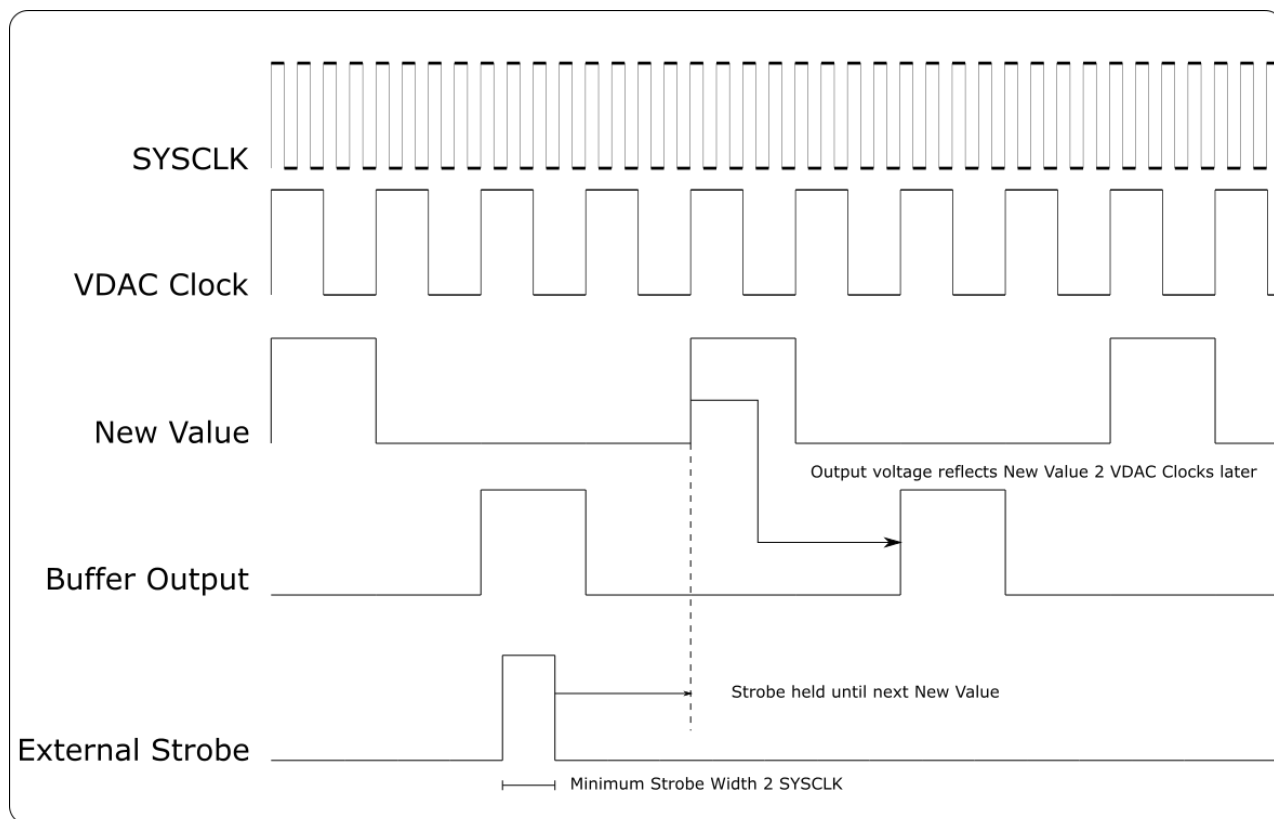 SYSCLK
VDAC Clock
New Value
Output voltage reflects New Value 2 VDAC Clocks later
Buffer Output
Strobe held until next New Value
External Strobe
Minimum Strobe Width 2 SYSCLK